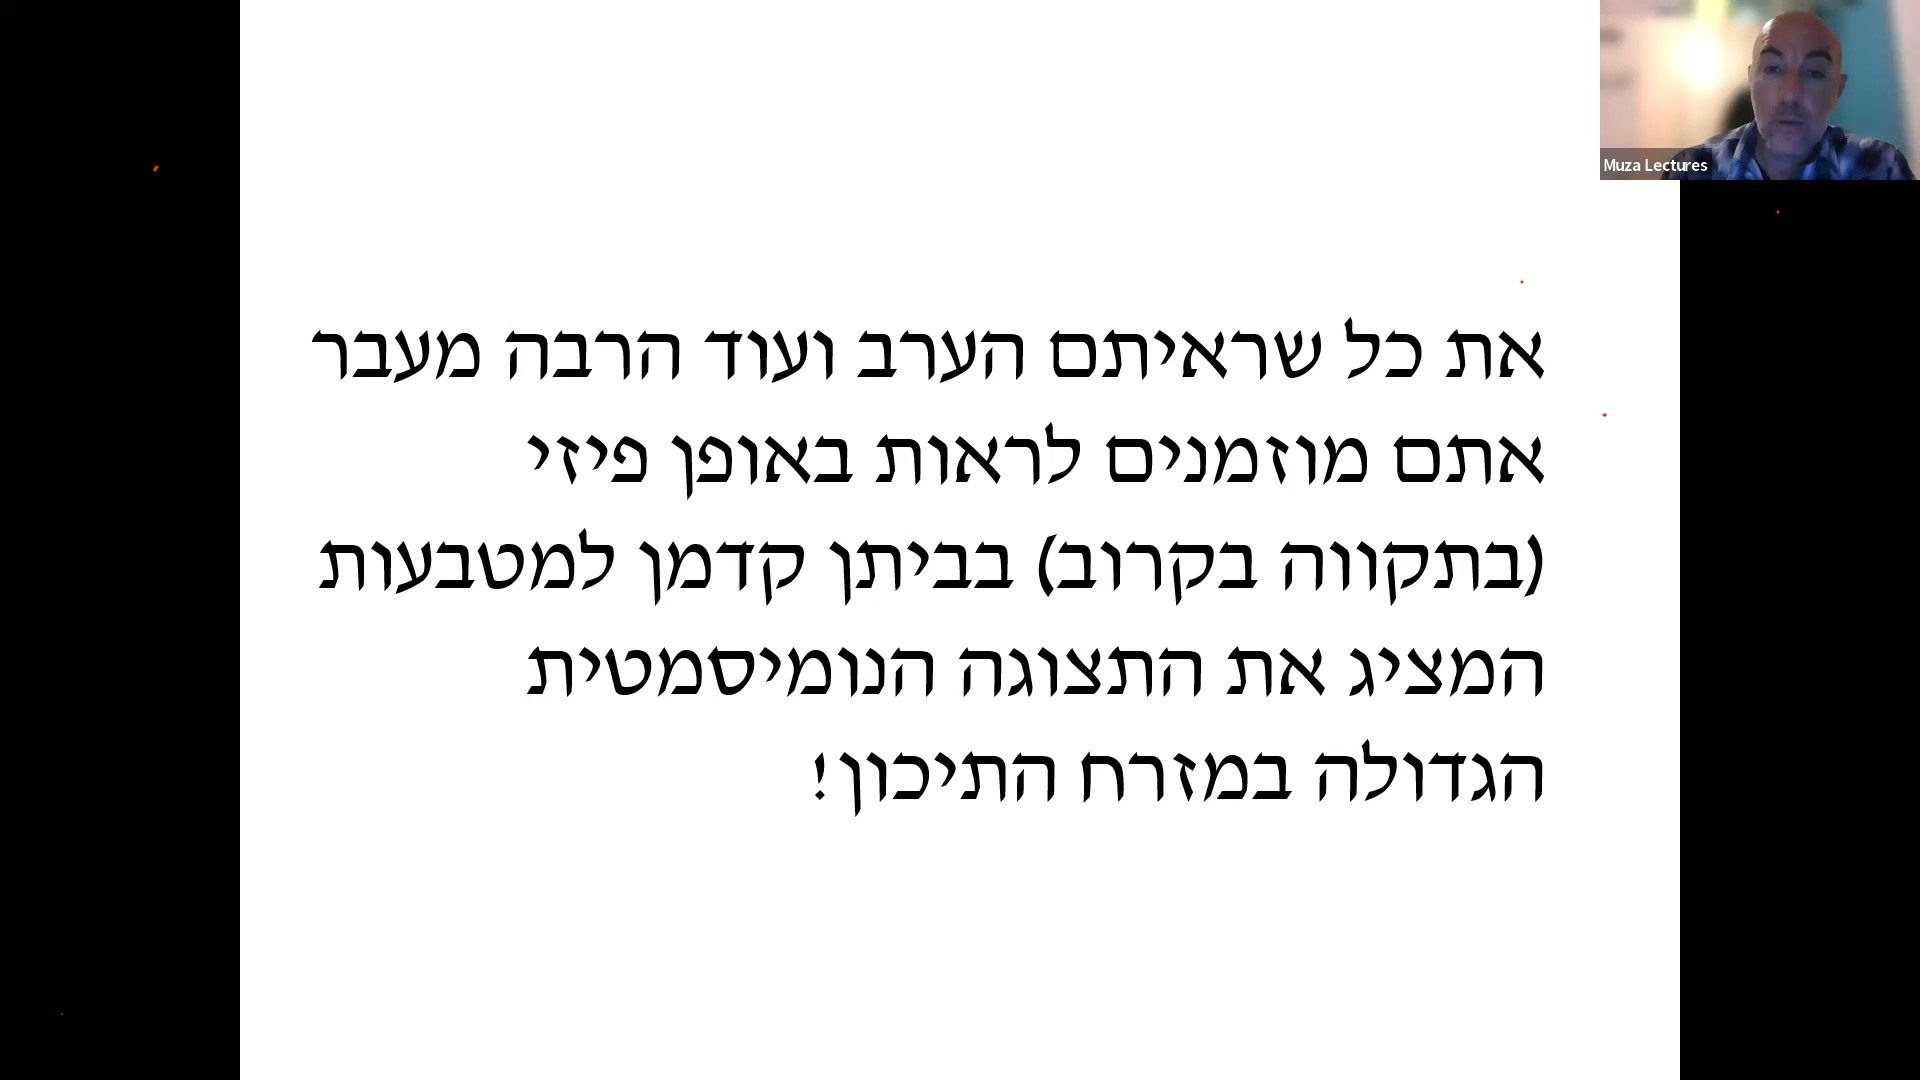 את כל שראיתם הערב ועוד הרבה מעבר
אתם מוזמנים לראות באופן פיזי
(בתקווה בקרוב) בביתן קדמן למטבעות
המציג את התצוגה הנומיסמטית
הגדולה במזרח התיכון!
Muza Lectures